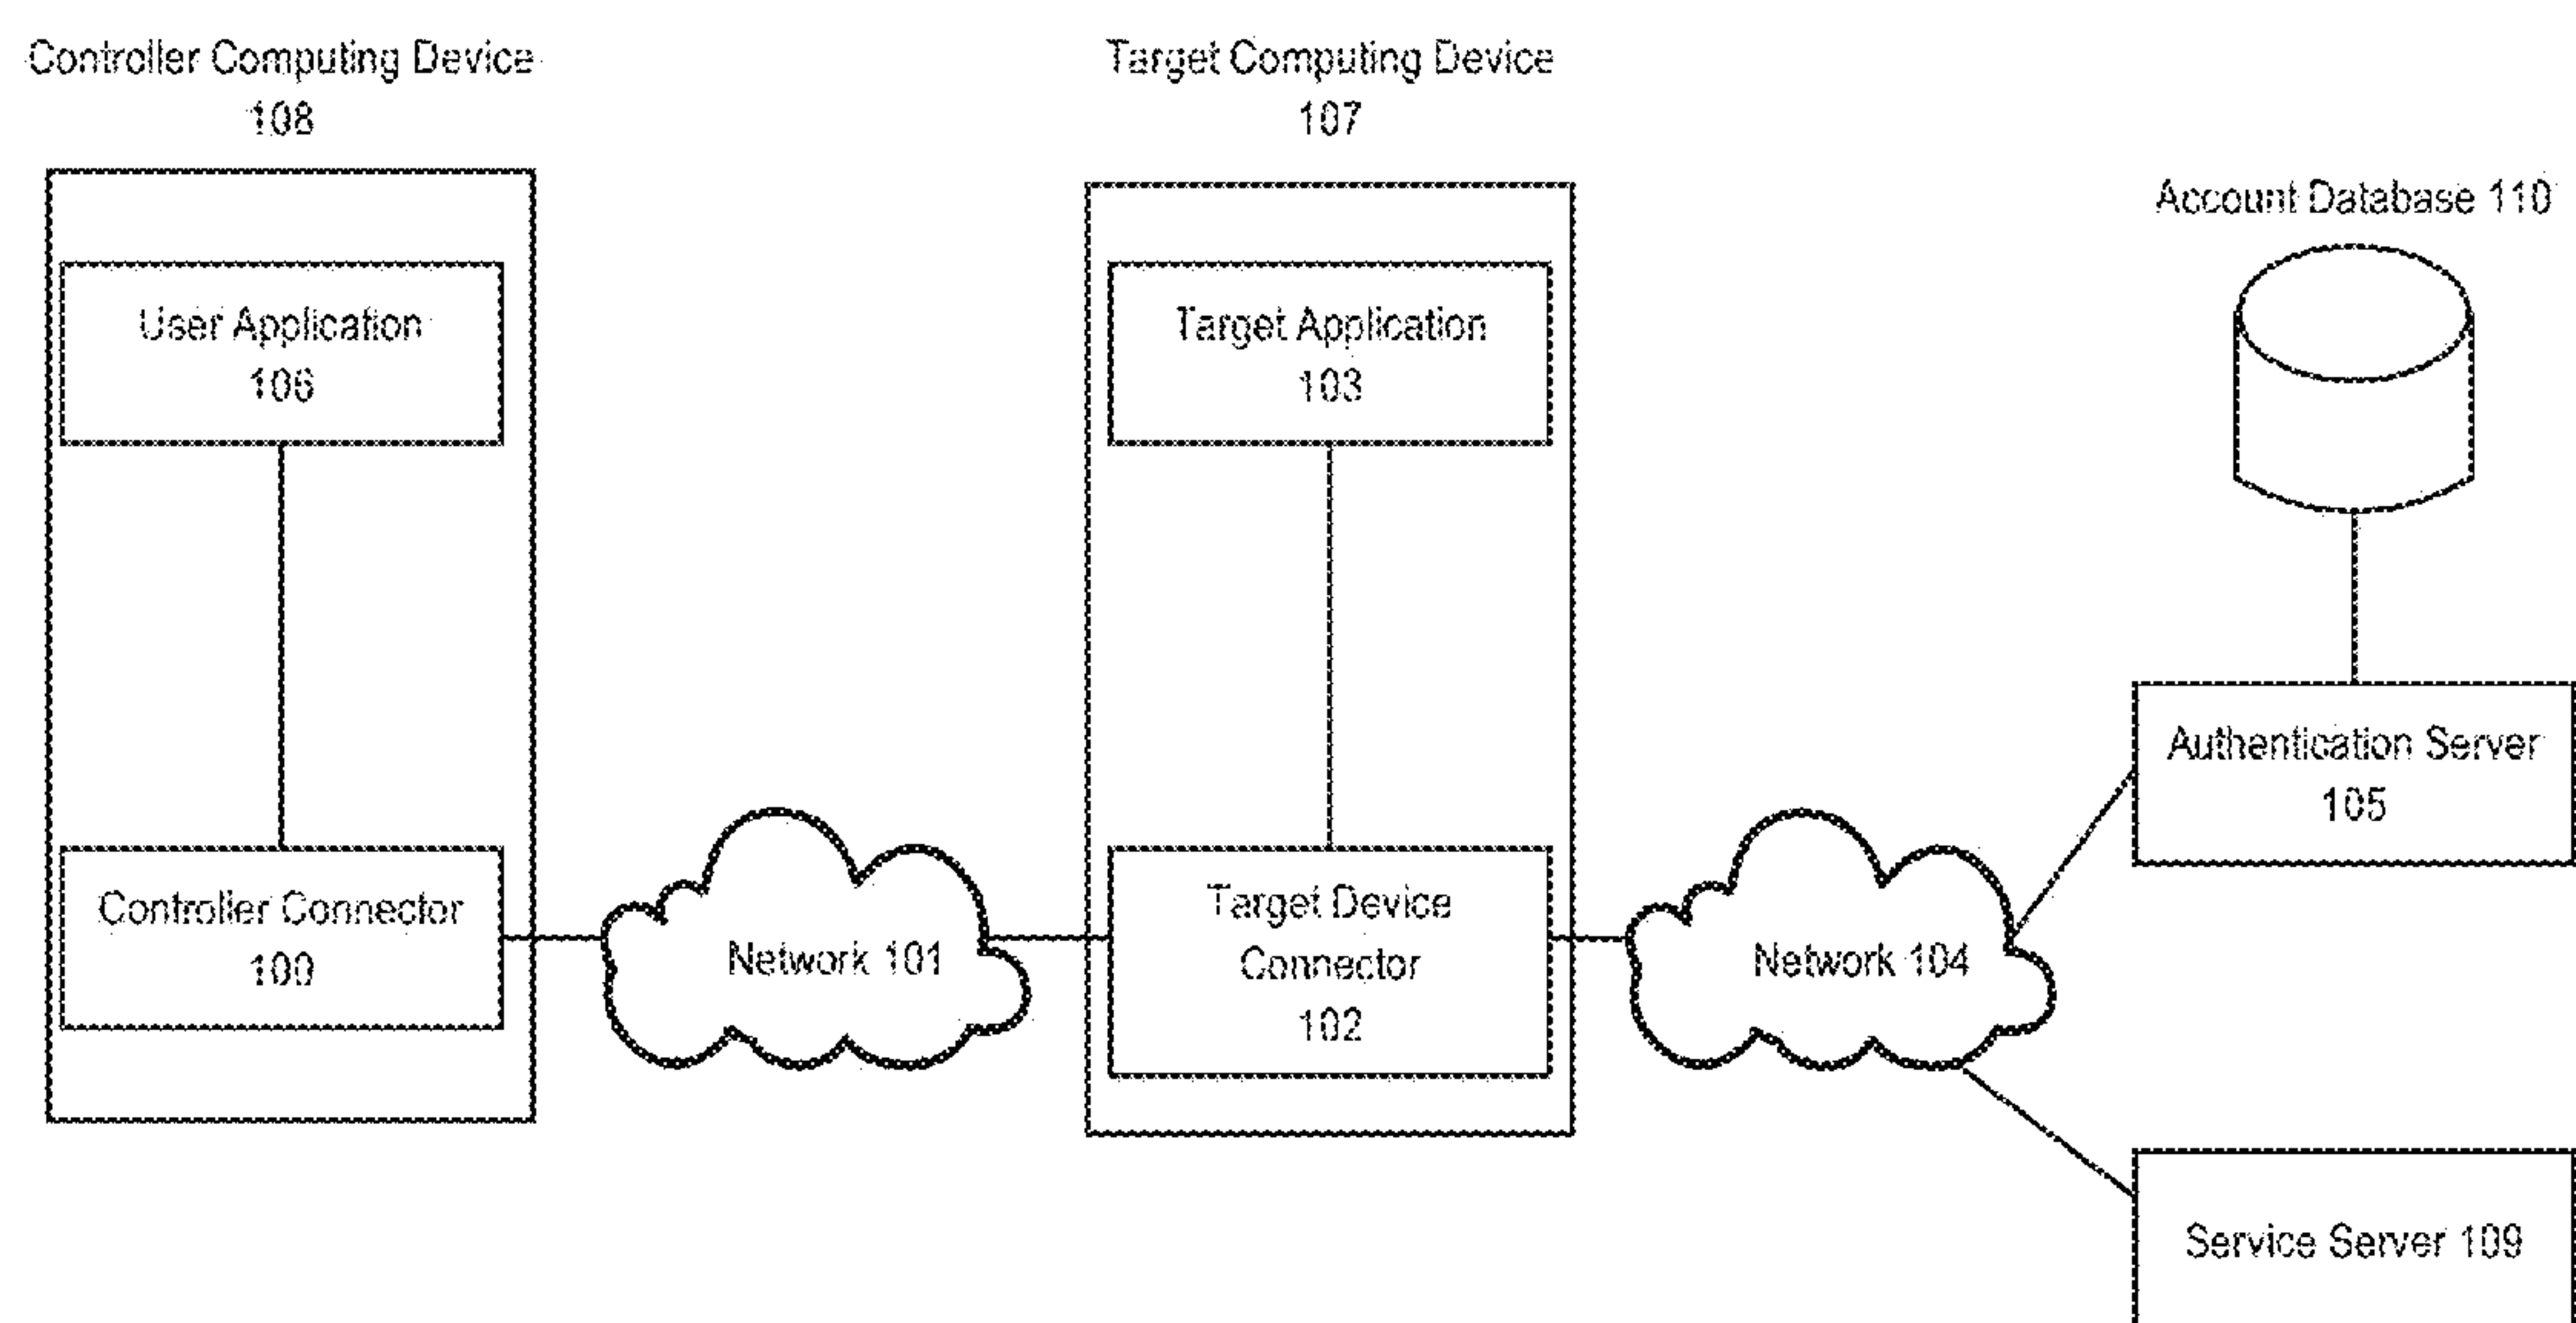 Controller Computing Device
108
Target Computing Device
107
Account Database 110
User Application
106
Target Application
103
Authentication Server
105
Controller Connector
100
Network 101
Target Device
Connector
102
Network 104
Service Server 109